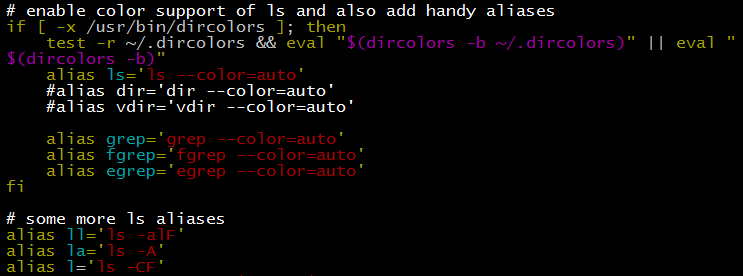 # enable color support of ls and also add handy aliases
if [ -x /usr/bin/dircolors ]; then
    test -r ~/.dircolors && eval "$(dircolors -b ~/.dircolors)" || eval "
$(dircolors -b)"
    alias ls='ls --color=auto'
    #alias dir='dir --color=auto'
    #alias vdir='vdir --color=auto'

    alias grep='grep --color=auto'
    alias fgrep='fgrep --color=auto'
    alias egrep='egrep --color=auto'
fi

# some more ls aliases
alias ll='ls -alF'
alias la='ls -A'
alias l='ls -CF'